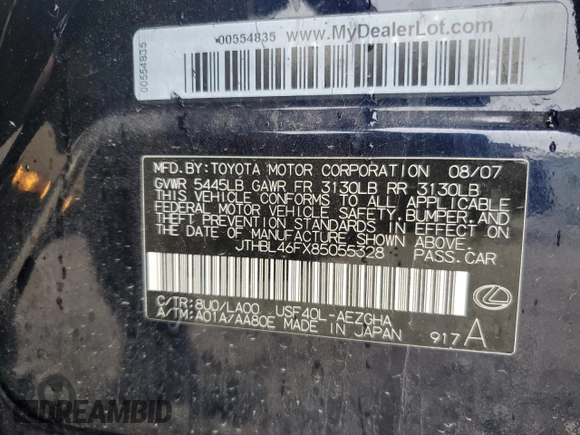 00554835
00554835
www.MyDealerLot.com
MFD.BY:TOYOTA MOTOR CORPORATION 08/07
GVWR 5445LB GAWR FR 3130LB RR 3130LB
THIS VEHICLE CONFORMS TO ALL APPLICABLE
FEDERAL MOTOR VEHICLE SAFETY,BUMPER,AND
THEFT PREVENTION STANDARDS IN EFFECT ON
THE DATE OF MANUFACTURE SHOWN ABOVE.
JTHBL46FX85055328 PASS.CAR
C/TR:8U0/LA00 USF40L-AEZGHA
A/TM:A01A/AA80E MADE IN JAPAN
917A
DREAMBID